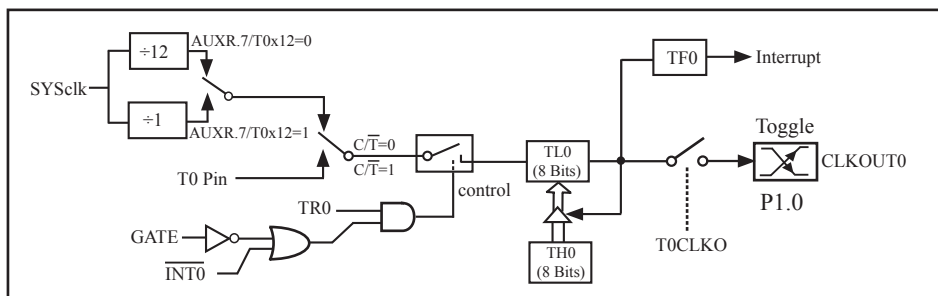 AUXR.7/T0x12=0
÷12
SYSclk
÷1
AUXR.7/T0x12=1
T0 Pin
C/T̅=0
C/T̅=1
control
TR0
GATE
I̅N̅T̅0̅
TL0
(8 Bits)
TH0
(8 Bits)
TF0
Interrupt
Toggle
CLKOUT0
P1.0
T0CLKO